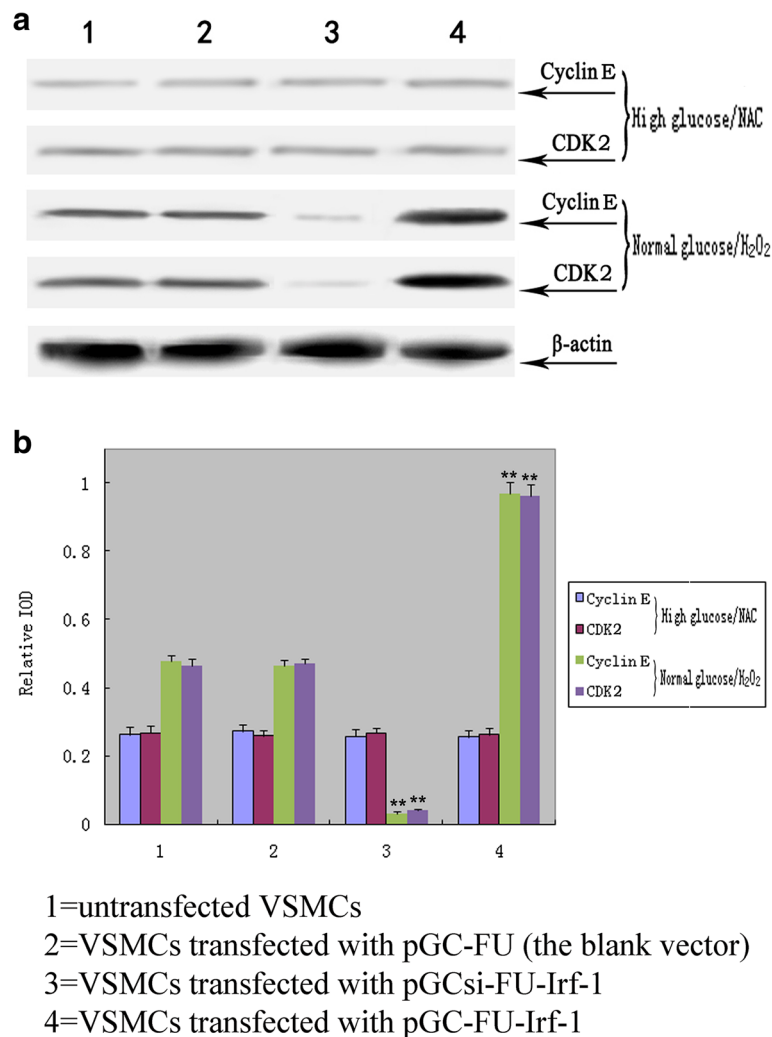 a
1 2 3 4
Cyclin E
CDK2
High glucose/NAC
Cyclin E
CDK2
Normal glucose/H₂O₂
β-actin
b
1
0.8
0.6
0.4
0.2
0
Relative IOD
** **
** **
1 2 3 4
Cyclin E
CDK2
High glucose/NAC
Cyclin E
CDK2
Normal glucose/H₂O₂
1=untransfected VSMCs
2=VSMCs transfected with pGC-FU (the blank vector)
3=VSMCs transfected with pGCsi-FU-Irf-1
4=VSMCs transfected with pGC-FU-Irf-1